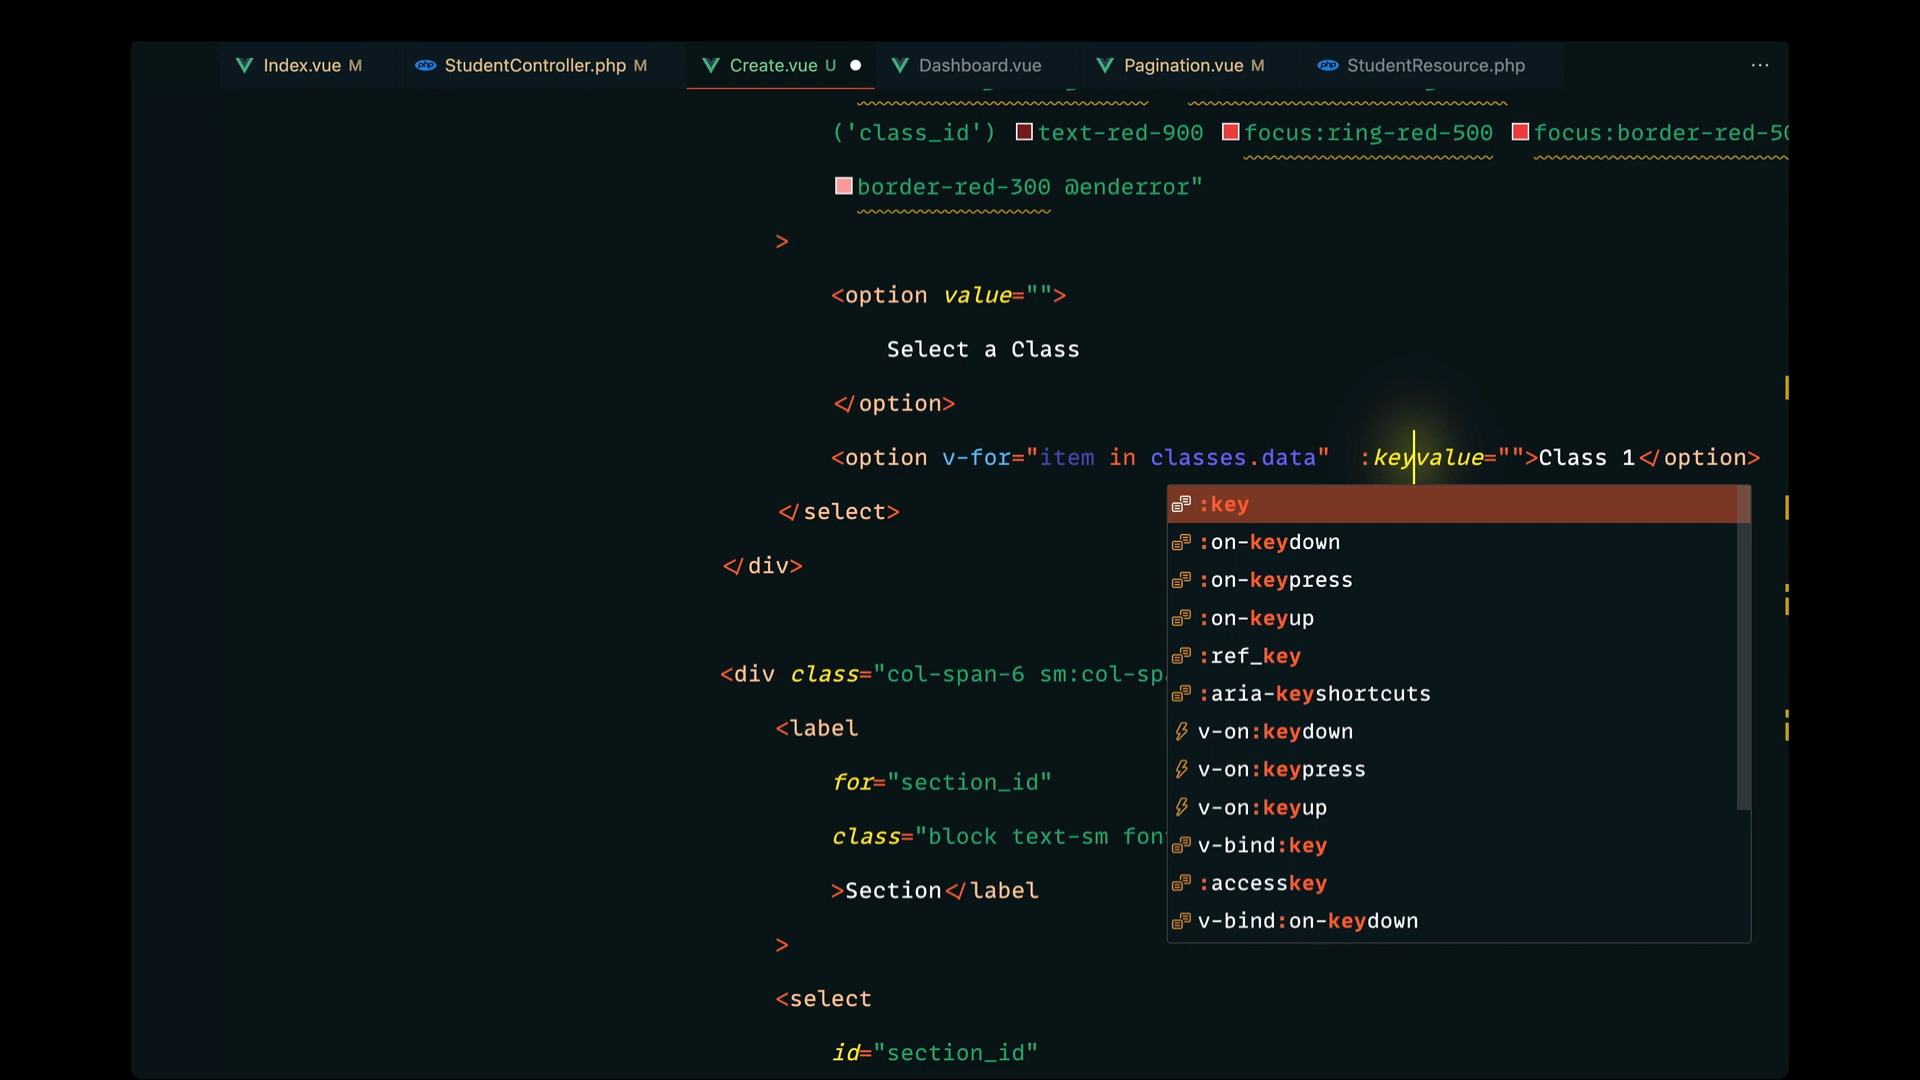 Index.vue M
StudentController.php M
Create.vue U
Dashboard.vue
Pagination.vue M
StudentResource.php
...
('class_id') text-red-900 focus:ring-red-500 focus:border-red-50
border-red-300 @enderror"
>
<option value="">
Select a Class
</option>
<option v-for="item in classes.data"  :keyvalue="">Class 1</option>
</select>
</div>
<div class="col-span-6 sm:col-sp
<label
for="section_id"
class="block text-sm fon
>Section</label
>
<select
id="section_id"
:key
:on-keydown
:on-keypress
:on-keyup
:ref_key
:aria-keyshortcuts
v-on:keydown
v-on:keypress
v-on:keyup
v-bind:key
:accesskey
v-bind:on-keydown